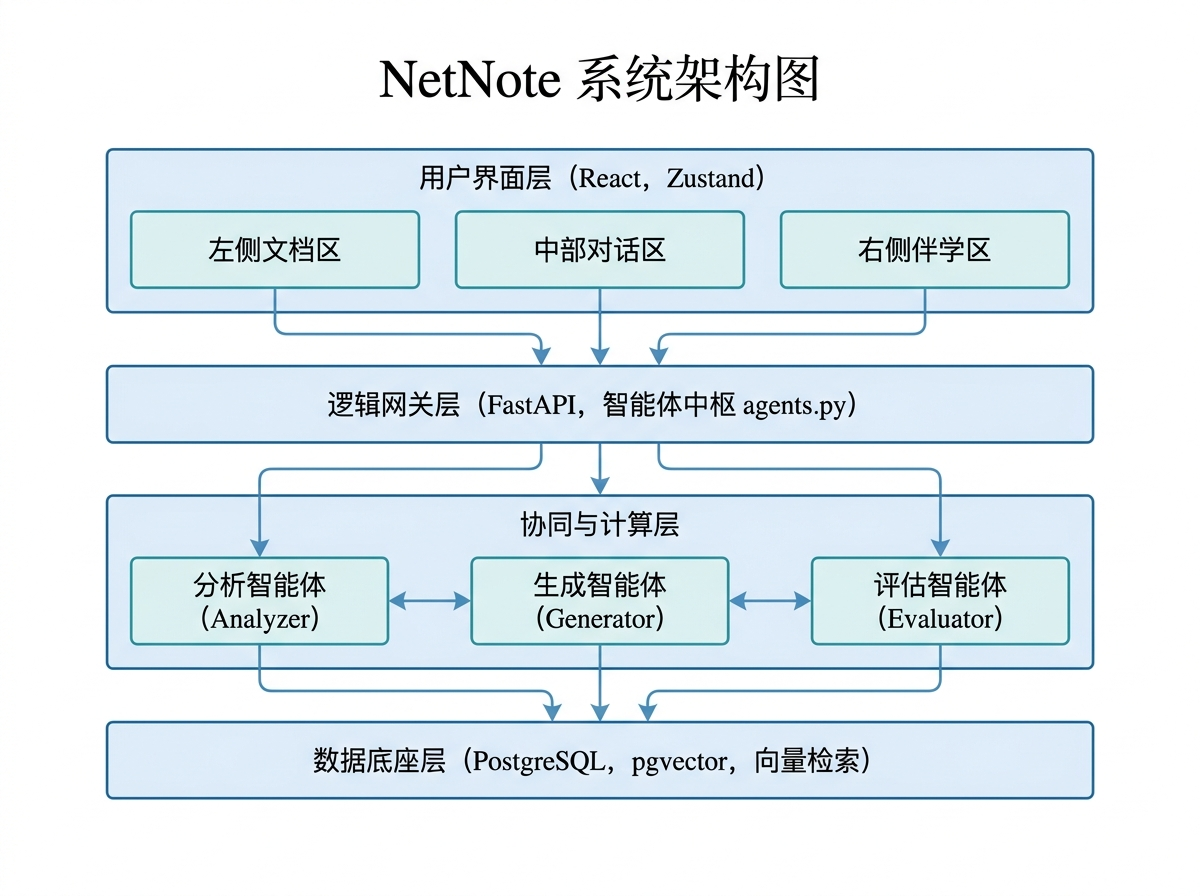 NetNote 系统架构图
用户界面层（React，Zustand）
左侧文档区
中部对话区
右侧伴学区
逻辑网关层（FastAPI，智能体中枢 agents.py）
协同与计算层
分析智能体
（Analyzer）
生成智能体
（Generator）
评估智能体
（Evaluator）
数据底座层（PostgreSQL，pgvector，向量检索）